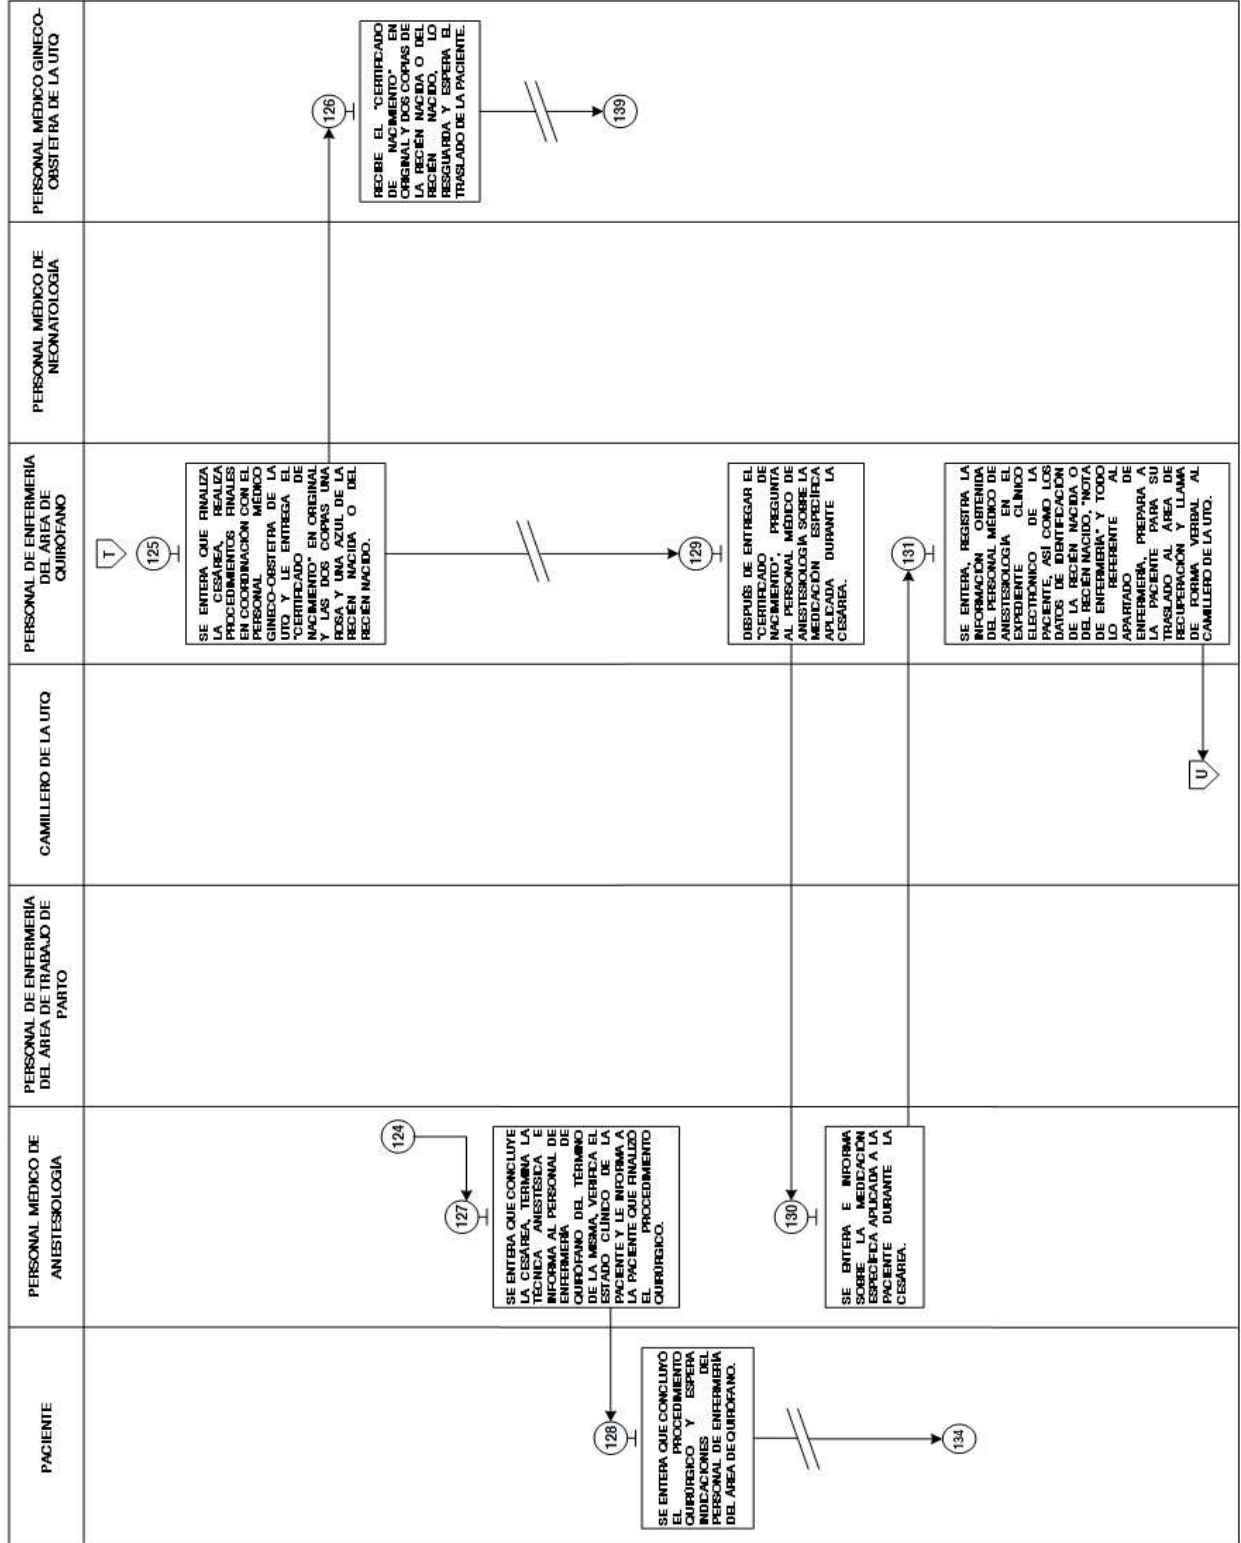 PACIENTE
PERSONAL MÉDICO DE
ANESTESIOLOGÍA
PERSONAL DE ENFERMERÍA
DEL ÁREA DE TRABAJO DE
PARTO
CAMILLERO DE LA UTQ
PERSONAL DE ENFERMERÍA
DEL ÁREA DE
QUIRÓFANO
PERSONAL MÉDICO DE
NEONATOLOGÍA
PERSONAL MÉDICO GINECO-
OBSTETRA DE LA UTQ
T
125
SE ENTERA QUE FINALIZA
LA CESÁREA, REALIZA
PROCEDIMIENTOS FINALES
EN COORDINACIÓN CON EL
PERSONAL MÉDICO
GINECO-OBSTETRA DE LA
UTQ Y LE ENTREGA EL
"CERTIFICADO DE
NACIMIENTO" EN ORIGINAL
Y LAS DOS COPIAS UNA
ROSA Y UNA AZUL DE LA
RECIÉN NACIDA O DEL
RECIÉN NACIDO.
126
RECIBE EL "CERTIFICADO
DE NACIMIENTO" EN
ORIGINAL Y DOS COPIAS DE
LA RECIÉN NACIDA O DEL
RECIÉN NACIDO, LO
RESGUARDA Y ESPERA EL
TRASLADO DE LA PACIENTE.
139
124
127
SE ENTERA QUE CONCLUYE
LA CESÁREA, TERMINA LA
TÉCNICA ANESTÉSICA E
INFORMA AL PERSONAL DE
ENFERMERÍA DE
QUIRÓFANO DEL TÉRMINO
DE LA MISMA, VERIFICA EL
ESTADO CLÍNICO DE LA
PACIENTE Y LE INFORMA A
LA PACIENTE QUE FINALIZÓ
EL PROCEDIMIENTO
QUIRÚRGICO.
128
SE ENTERA QUE CONCLUYÓ
EL PROCEDIMIENTO
QUIRÚRGICO Y ESPERA
INDICACIONES DEL
PERSONAL DE ENFERMERÍA
DEL ÁREA DE QUIRÓFANO.
134
129
DESPUÉS DE ENTREGAR EL
"CERTIFICADO DE
NACIMIENTO", PREGUNTA
AL PERSONAL MÉDICO DE
ANESTESIOLOGÍA SOBRE LA
MEDICACIÓN ESPECÍFICA
APLICADA DURANTE LA
CESÁREA.
130
SE ENTERA E INFORMA
SOBRE LA MEDICACIÓN
ESPECÍFICA APLICADA A LA
PACIENTE DURANTE LA
CESÁREA.
131
SE ENTERA, REGISTRA LA
INFORMACIÓN OBTENIDA
DEL PERSONAL MÉDICO DE
ANESTESIOLOGÍA EN EL
EXPEDIENTE CLÍNICO
ELECTRÓNICO DE LA
PACIENTE, ASÍ COMO LOS
DATOS DE IDENTIFICACIÓN
DE LA RECIÉN NACIDA O
DEL RECIÉN NACIDO, "NOTA
DE ENFERMERÍA" Y TODO
LO REFERENTE AL
APARTADO DE
ENFERMERÍA, PREPARA A
LA PACIENTE PARA SU
TRASLADO AL ÁREA DE
RECUPERACIÓN Y LLAMA
DE FORMA VERBAL AL
CAMILLERO DE LA UTQ.
U